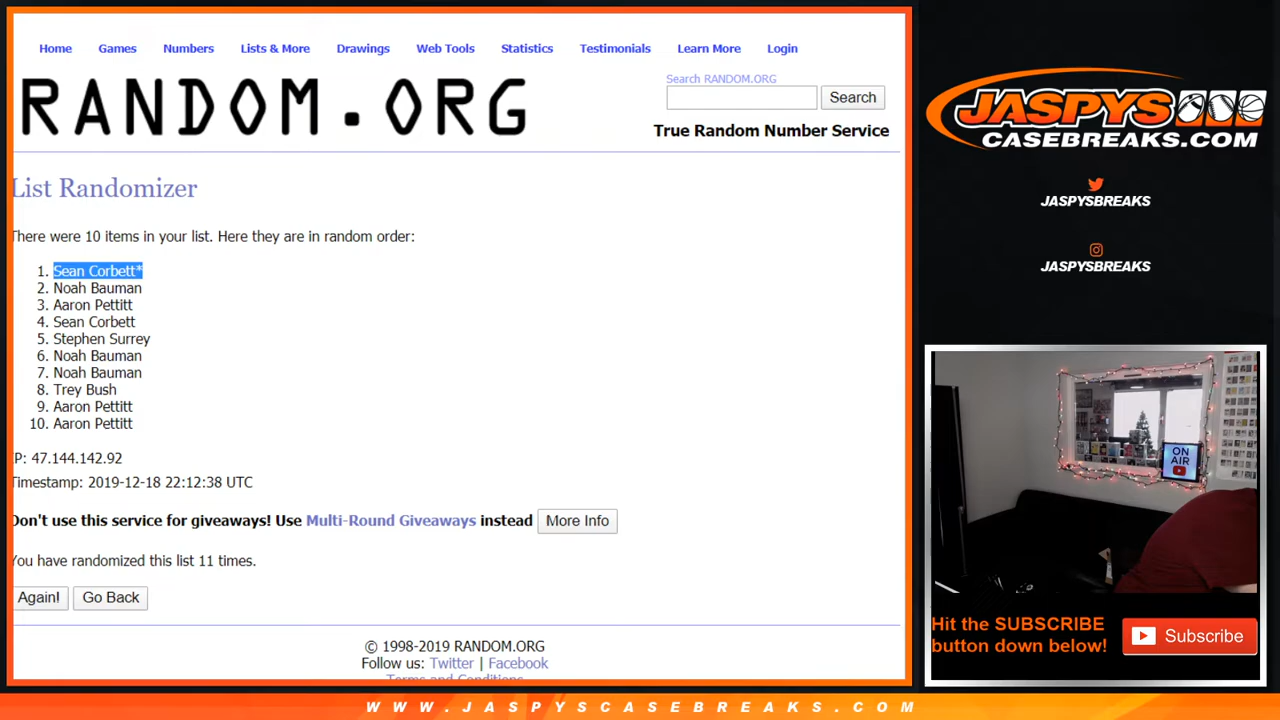 Home Games Numbers Lists & More Drawings Web Tools Statistics Testimonials Learn More Login
RANDOM.ORG
Search RANDOM.ORG
Search
True Random Number Service
List Randomizer
There were 10 items in your list. Here they are in random order:
1. Sean Corbett*
2. Noah Bauman
3. Aaron Pettitt
4. Sean Corbett
5. Stephen Surrey
6. Noah Bauman
7. Noah Bauman
8. Trey Bush
9. Aaron Pettitt
10. Aaron Pettitt
IP: 47.144.142.92
Timestamp: 2019-12-18 22:12:38 UTC
Don't use this service for giveaways! Use Multi-Round Giveaways instead More Info
You have randomized this list 11 times.
Again! Go Back
© 1998-2019 RANDOM.ORG
Follow us: Twitter | Facebook
Terms and Conditions
JASPYS
CASEBREAKS.COM
JASPYSBREAKS
JASPYSBREAKS
ON
AIR
Hit the SUBSCRIBE
button down below!
Subscribe
WWW.JASPYSCASEBREAKS.COM